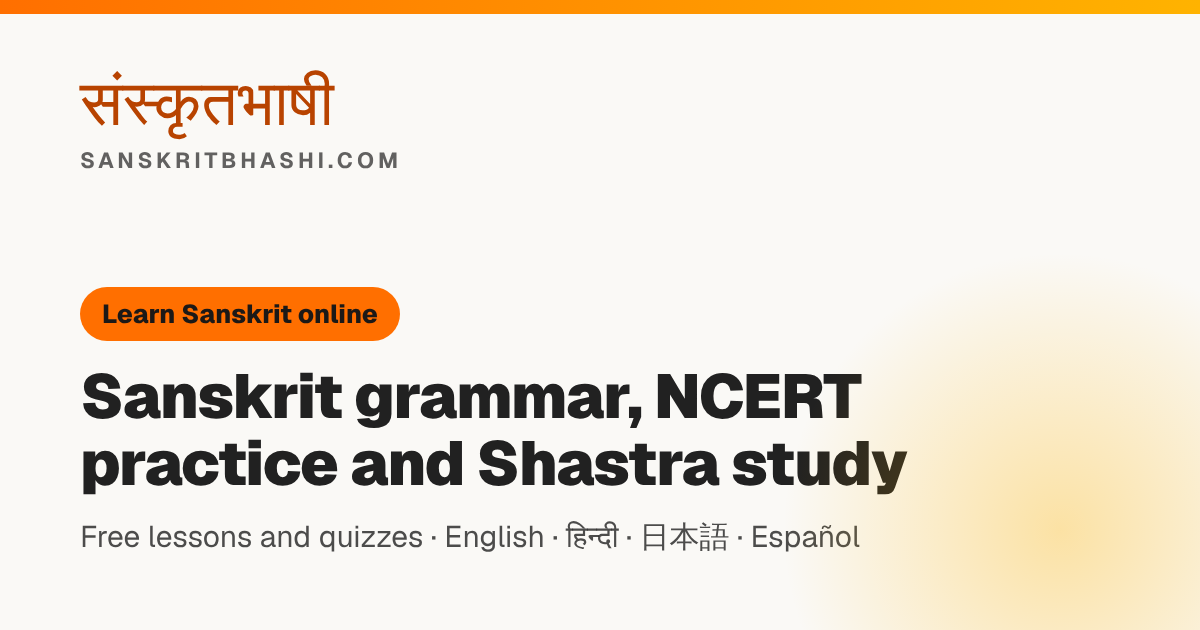 संस्कृतभाषी
SANSKRITBHASHI.COM
Learn Sanskrit online
Sanskrit grammar, NCERT
practice and Shastra study
Free lessons and quizzes · English · हिन्दी · 日本語 · Español